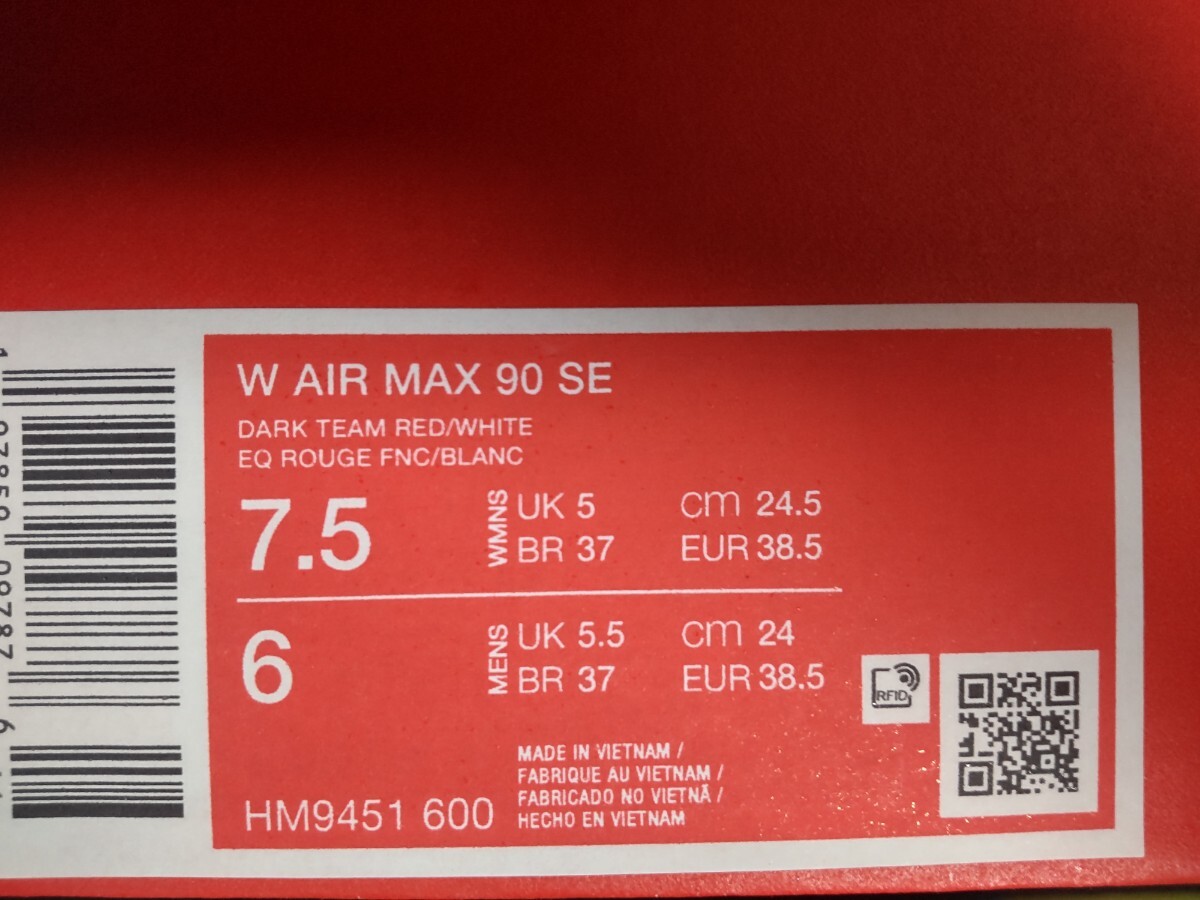 W AIR MAX 90 SE
DARK TEAM RED/WHITE
EQ ROUGE FNC/BLANC
7.5
WMNS
UK 5 cm 24.5
BR 37 EUR 38.5
6
MENS
UK 5.5 cm 24
BR 37 EUR 38.5
RFID
MADE IN VIETNAM /
FABRIQUE AU VIETNAM /
FABRICADO NO VIETNÃ /
HECHO EN VIETNAM
HM9451 600